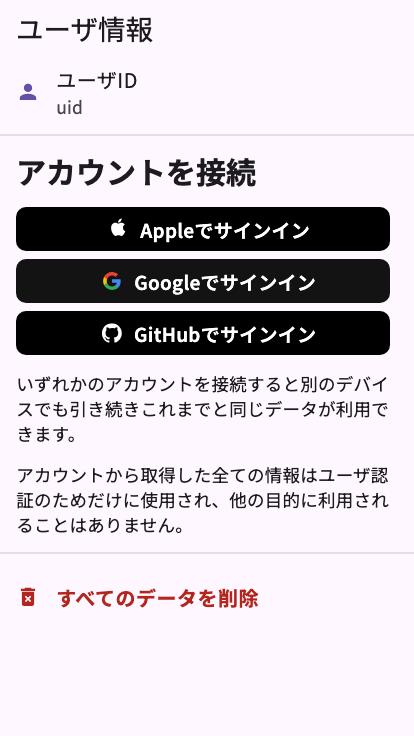 ユーザ情報
ユーザID
uid
アカウントを接続
Appleでサインイン
Googleでサインイン
GitHubでサインイン
いずれかのアカウントを接続すると別のデバイ
スでも引き続きこれまでと同じデータが利用で
きます。
アカウントから取得した全ての情報はユーザ認
証のためだけに使用され、他の目的に利用され
ることはありません。
すべてのデータを削除